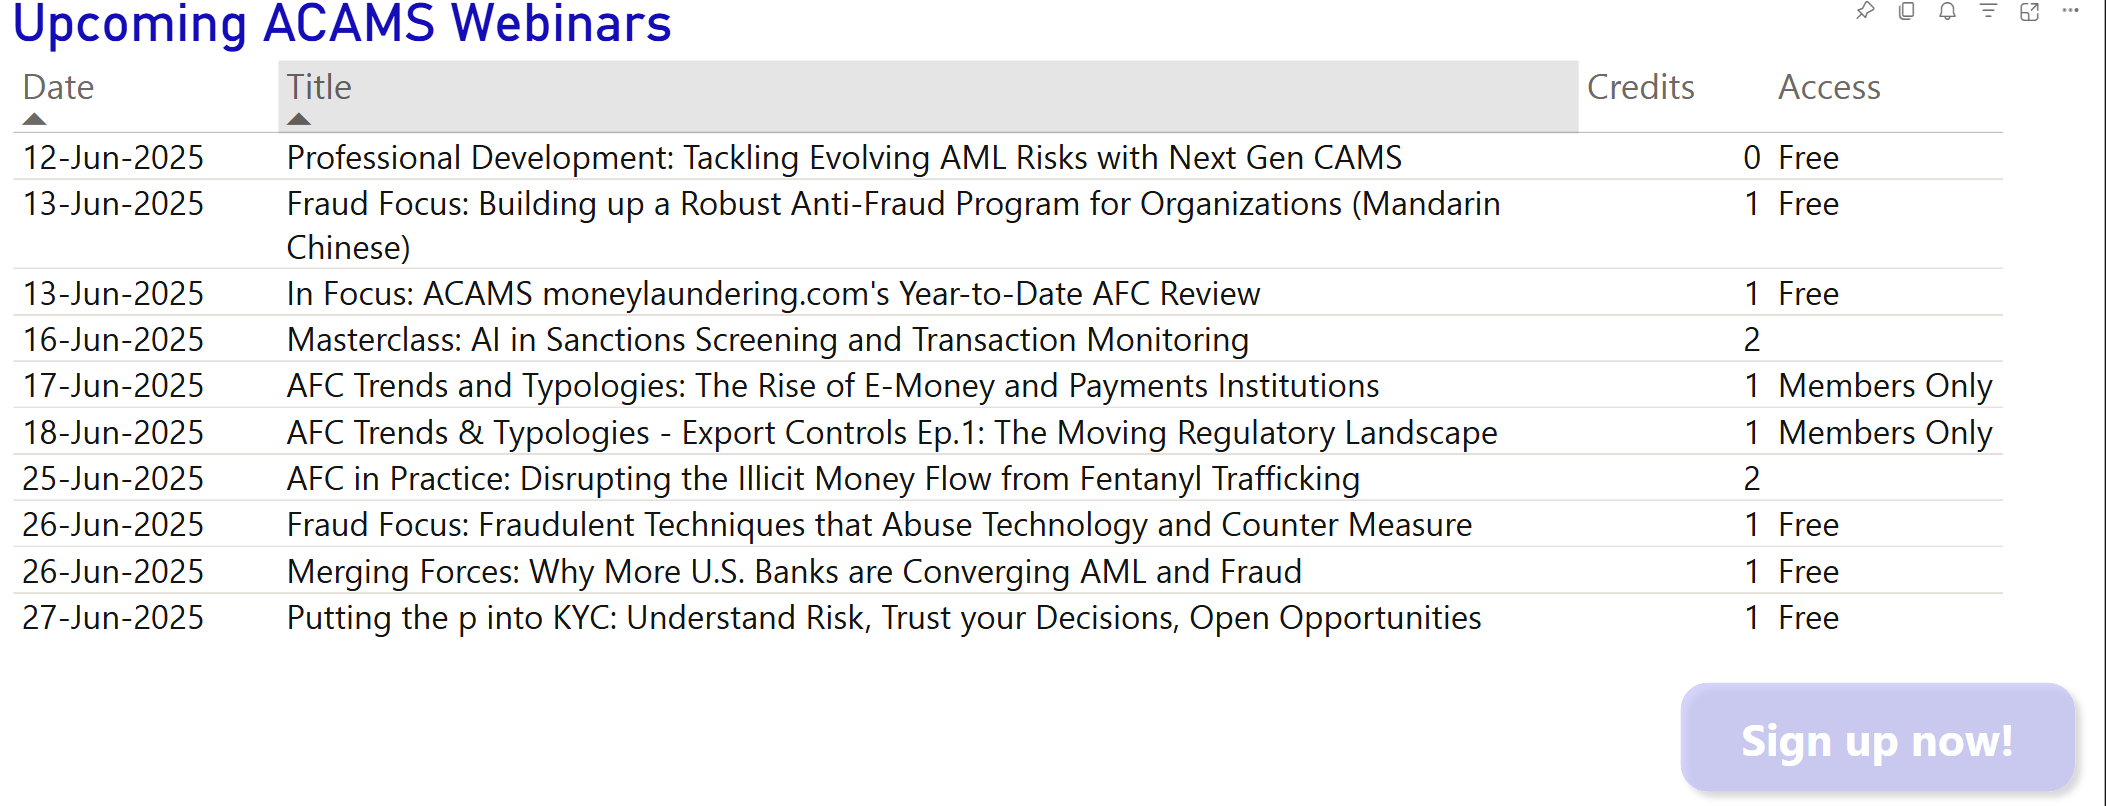 Upcoming ACAMS Webinars
Date Title Credits Access
12-Jun-2025 Professional Development: Tackling Evolving AML Risks with Next Gen CAMS 0 Free
13-Jun-2025 Fraud Focus: Building up a Robust Anti-Fraud Program for Organizations (Mandarin 1 Free
Chinese)
13-Jun-2025 In Focus: ACAMS moneylaundering.com's Year-to-Date AFC Review 1 Free
16-Jun-2025 Masterclass: AI in Sanctions Screening and Transaction Monitoring 2
17-Jun-2025 AFC Trends and Typologies: The Rise of E-Money and Payments Institutions 1 Members Only
18-Jun-2025 AFC Trends & Typologies - Export Controls Ep.1: The Moving Regulatory Landscape 1 Members Only
25-Jun-2025 AFC in Practice: Disrupting the Illicit Money Flow from Fentanyl Trafficking 2
26-Jun-2025 Fraud Focus: Fraudulent Techniques that Abuse Technology and Counter Measure 1 Free
26-Jun-2025 Merging Forces: Why More U.S. Banks are Converging AML and Fraud 1 Free
27-Jun-2025 Putting the p into KYC: Understand Risk, Trust your Decisions, Open Opportunities 1 Free
Sign up now!